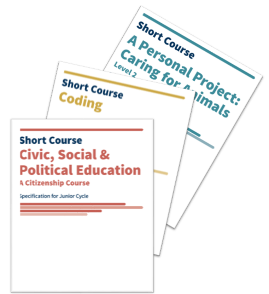 Short Course
A Personal Project:
Caring for Animals
Level 2
Short Course
Coding
Short Course
Civic, Social &
Political Education
A Citizenship Course
Specification for Junior Cycle